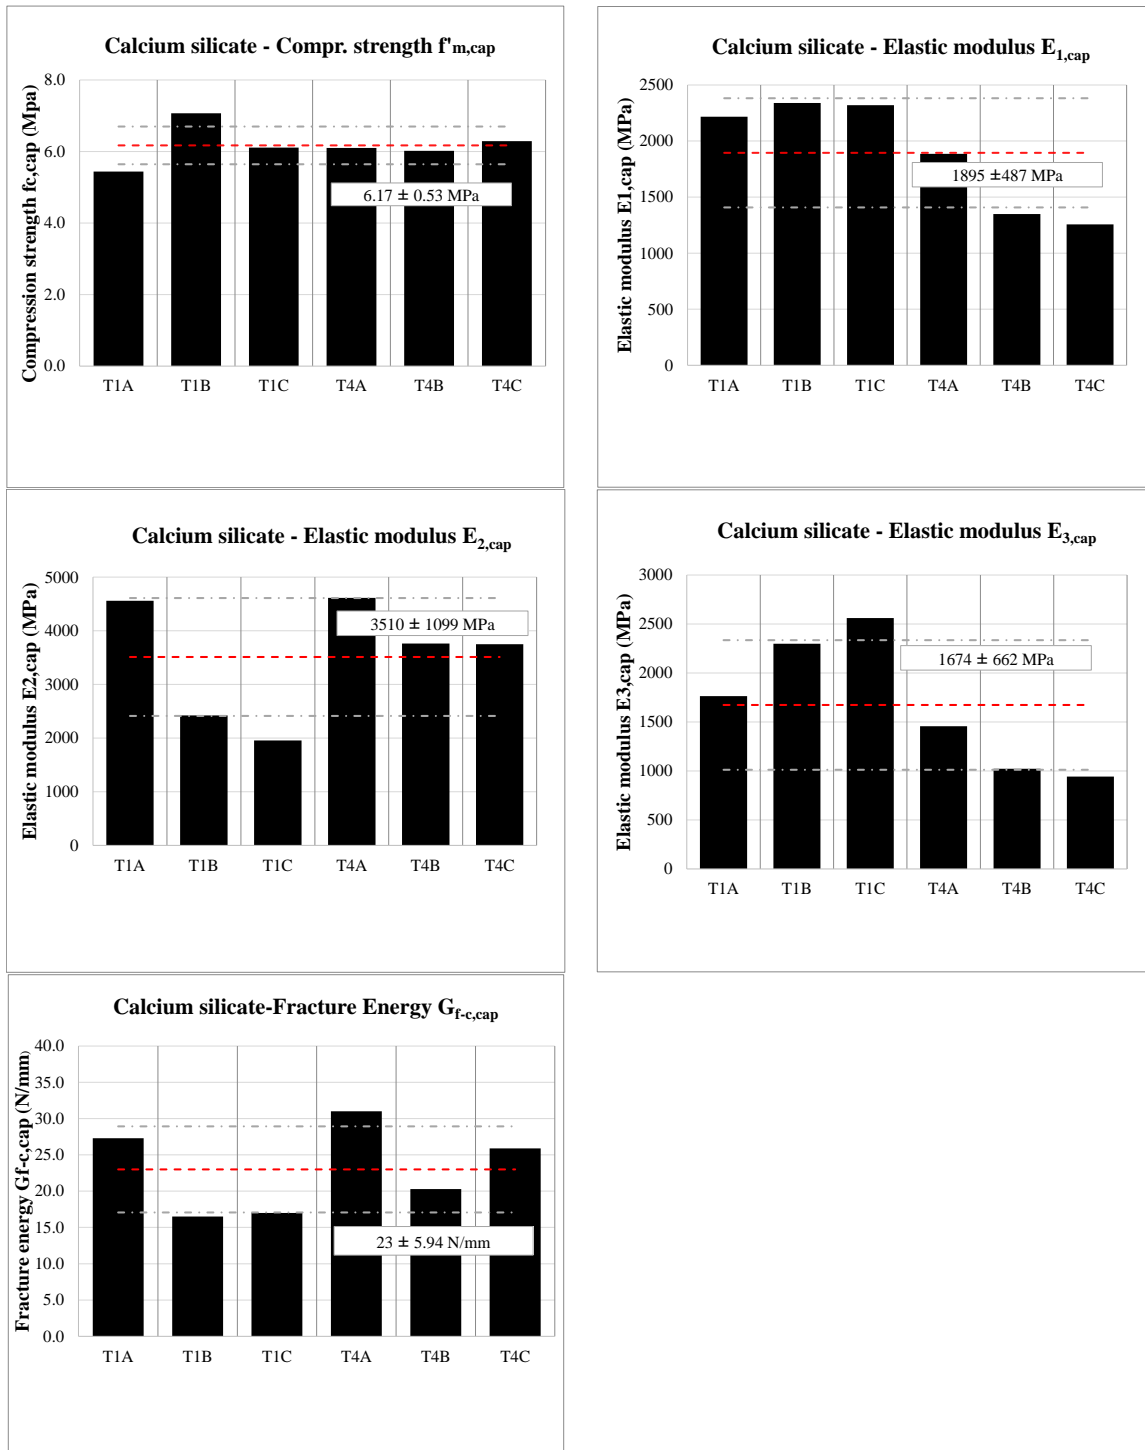 Calcium silicate - Compr. strength f'm,cap
Compression strength fc,cap (Mpa)
8.0
6.0
4.0
2.0
0.0
6.17 ± 0.53 MPa
T1A T1B T1C T4A T4B T4C
Calcium silicate - Elastic modulus E1,cap
Elastic modulus E1,cap (MPa)
2500
2000
1500
1000
500
0
1895 ±487 MPa
T1A T1B T1C T4A T4B T4C
Calcium silicate - Elastic modulus E2,cap
Elastic modulus E2,cap (MPa)
5000
4000
3000
2000
1000
0
3510 ± 1099 MPa
T1A T1B T1C T4A T4B T4C
Calcium silicate - Elastic modulus E3,cap
Elastic modulus E3,cap (MPa)
3000
2500
2000
1500
1000
500
0
1674 ± 662 MPa
T1A T1B T1C T4A T4B T4C
Calcium silicate-Fracture Energy Gf-c,cap
Fracture energy Gf-c,cap (N/mm)
40.0
35.0
30.0
25.0
20.0
15.0
10.0
5.0
0.0
23 ± 5.94 N/mm
T1A T1B T1C T4A T4B T4C